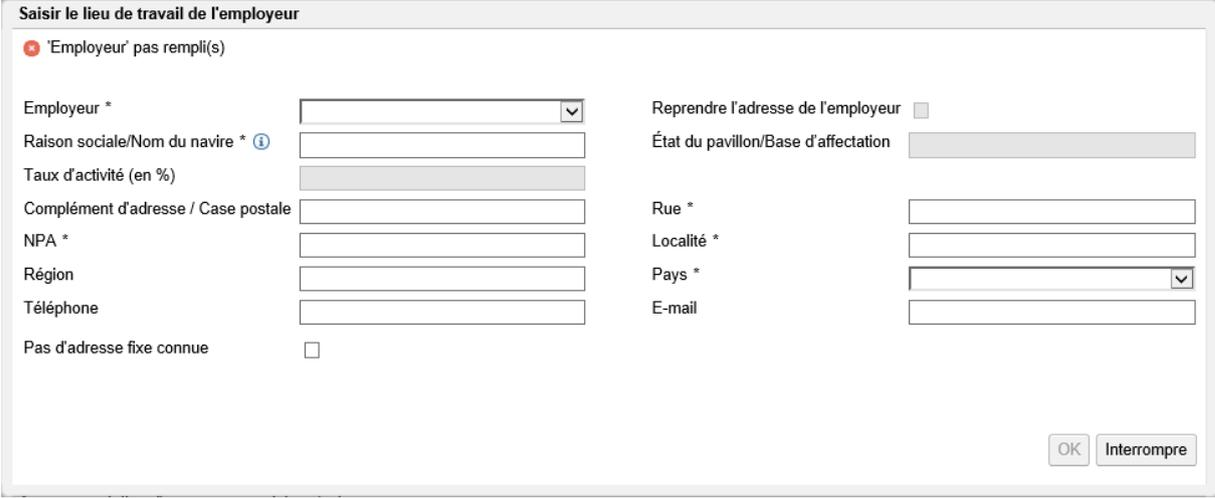 Saisir le lieu de travail de l'employeur
'Employeur' pas rempli(s)
Employeur *
Reprendre l'adresse de l'employeur
Raison sociale/Nom du navire *
État du pavillon/Base d'affectation
Taux d'activité (en %)
Complément d'adresse / Case postale
Rue *
NPA *
Localité *
Région
Pays *
Téléphone
E-mail
Pas d'adresse fixe connue
OK
Interrompre